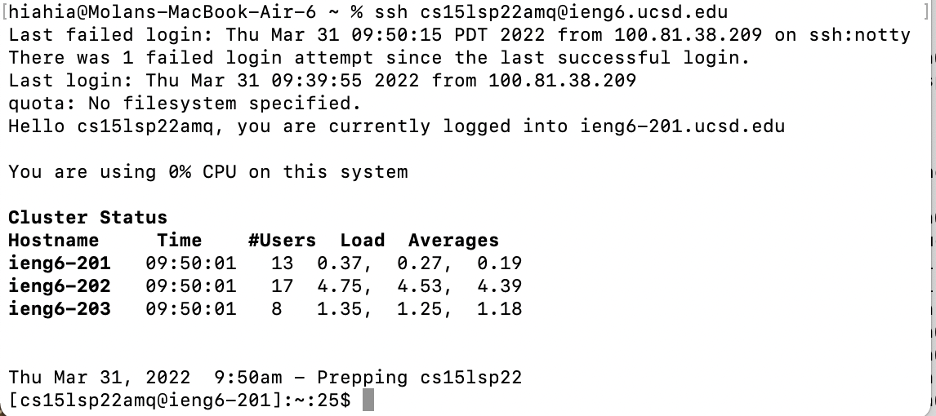 [hiahia@Molans-MacBook-Air-6 ~ % ssh cs15lsp22amq@ieng6.ucsd.edu ]
Last failed login: Thu Mar 31 09:50:15 PDT 2022 from 100.81.38.209 on ssh:notty
There was 1 failed login attempt since the last successful login.
Last login: Thu Mar 31 09:39:55 2022 from 100.81.38.209
quota: No filesystem specified.
Hello cs15lsp22amq, you are currently logged into ieng6-201.ucsd.edu
You are using 0% CPU on this system
Cluster Status
Hostname Time #Users Load Averages
ieng6-201 09:50:01 13 0.37, 0.27, 0.19
ieng6-202 09:50:01 17 4.75, 4.53, 4.39
ieng6-203 09:50:01 8 1.35, 1.25, 1.18
Thu Mar 31, 2022 9:50am - Prepping cs15lsp22
[cs15lsp22amq@ieng6-201]:~:25$